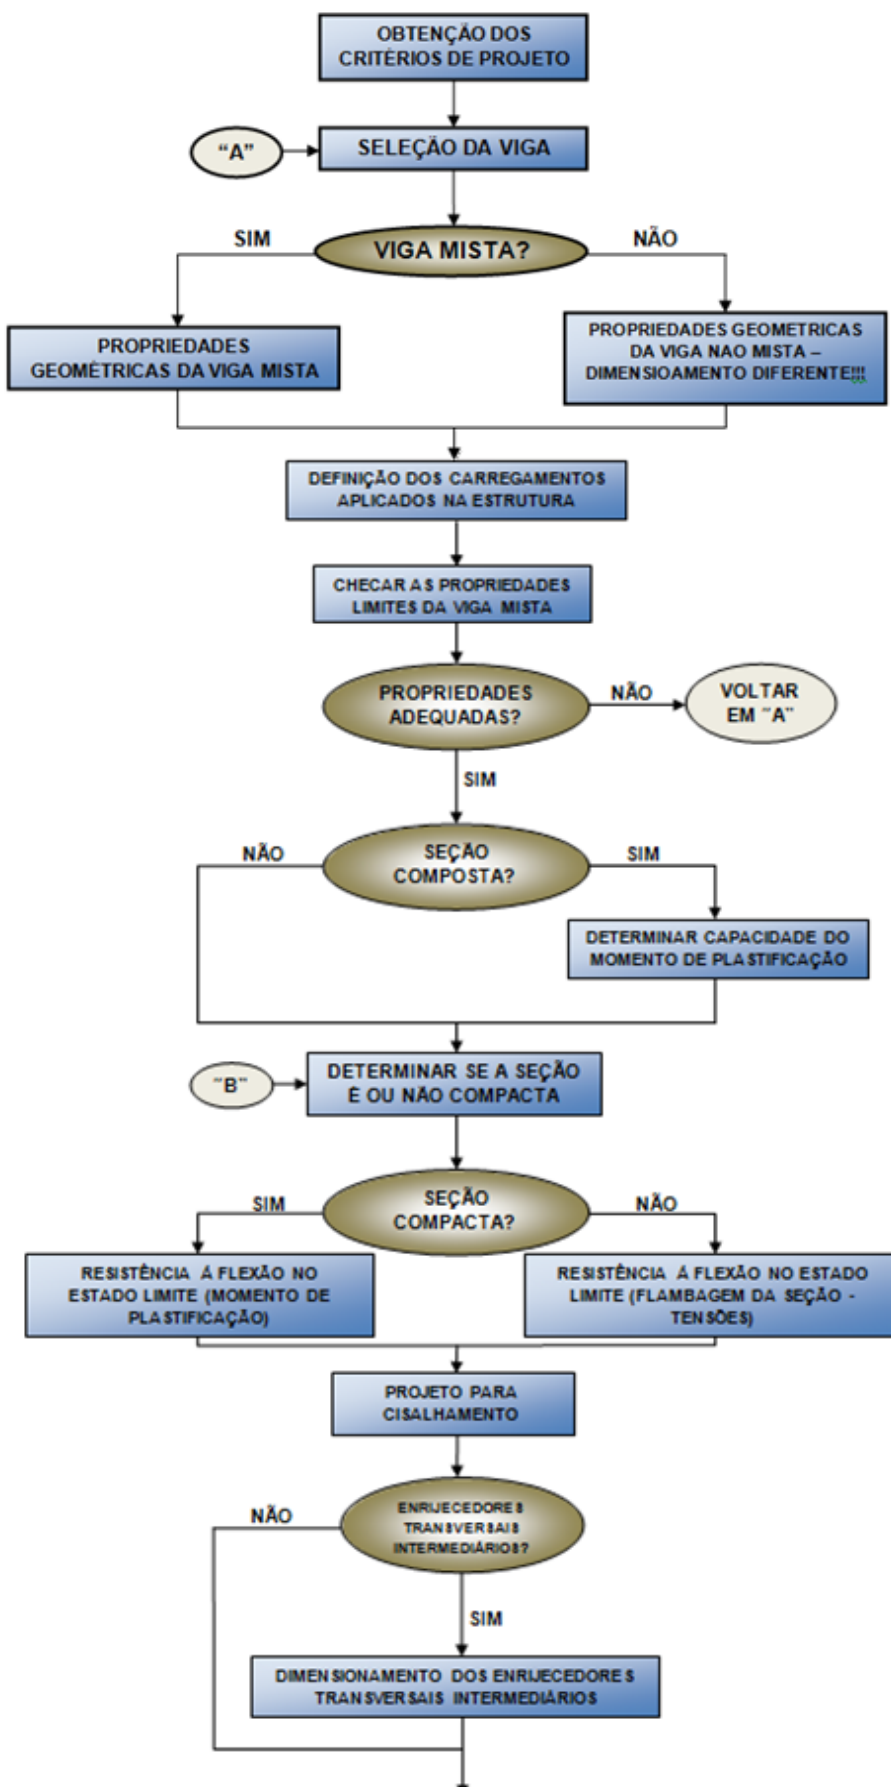 OBTENÇÃO DOS
CRITÉRIOS DE PROJETO
“A”
SELEÇÃO DA VIGA
SIM
VIGA MISTA?
NÃO
PROPRIEDADES
GEOMÉTRICAS DA VIGA MISTA
PROPRIEDADES GEOMETRICAS
DA VIGA NAO MISTA –
DIMENSIOAMENTO DIFERENTE!!!
DEFINIÇÃO DOS CARREGAMENTOS
APLICADOS NA ESTRUTURA
CHECAR AS PROPRIEDADES
LIMITES DA VIGA MISTA
PROPRIEDADES
ADEQUADAS?
NÃO
VOLTAR
EM “A”
SIM
NÃO
SEÇÃO
COMPOSTA?
SIM
DETERMINAR CAPACIDADE DO
MOMENTO DE PLASTIFICAÇÃO
“B”
DETERMINAR SE A SEÇÃO
É OU NÃO COMPACTA
SIM
SEÇÃO
COMPACTA?
NÃO
RESISTÊNCIA Á FLEXÃO NO
ESTADO LIMITE (MOMENTO DE
PLASTIFICAÇÃO)
RESISTÊNCIA Á FLEXÃO NO ESTADO
LIMITE (FLAMBAGEM DA SEÇÃO -
TENSÕES)
PROJETO PARA
CISALHAMENTO
NÃO
ENRIJECEDORES
TRANSVERSAIS
INTERMEDIÁRIOS?
SIM
DIMENSIONAMENTO DOS ENRIJECEDORES
TRANSVERSAIS INTERMEDIÁRIOS